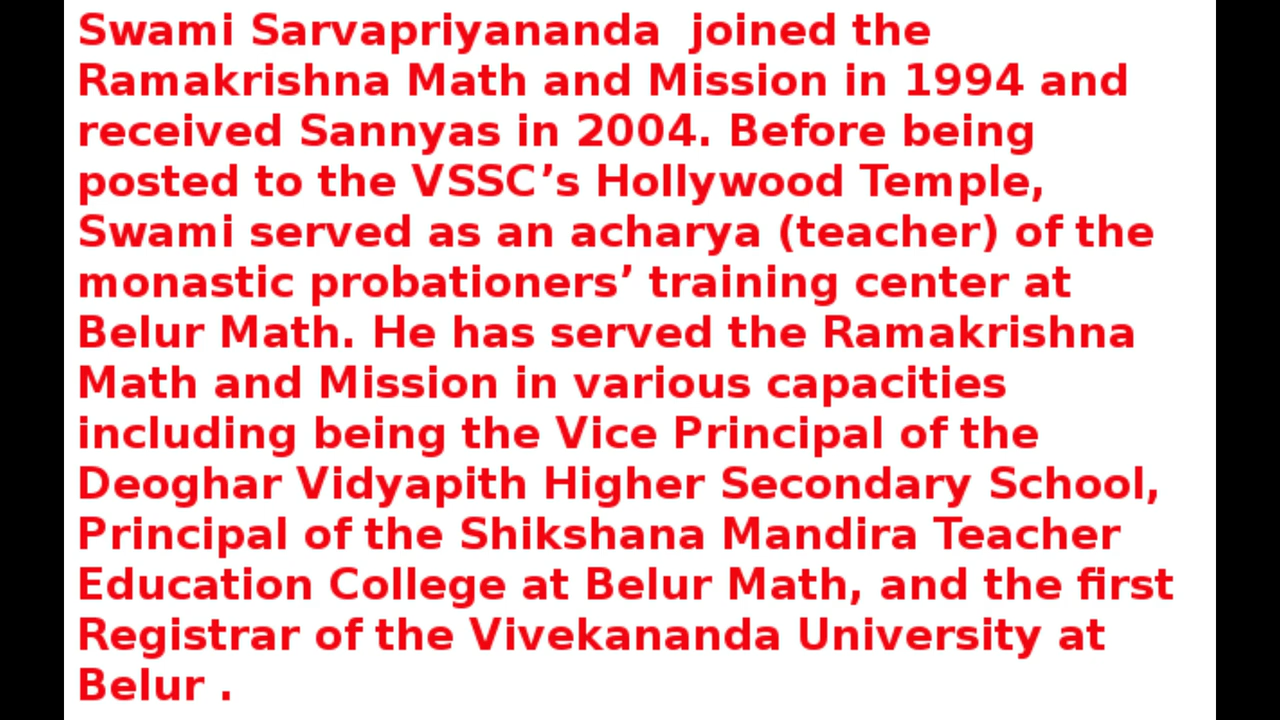 Swami Sarvapriyananda  joined the
Ramakrishna Math and Mission in 1994 and
received Sannyas in 2004. Before being
posted to the VSSC’s Hollywood Temple,
Swami served as an acharya (teacher) of the
monastic probationers’ training center at
Belur Math. He has served the Ramakrishna
Math and Mission in various capacities
including being the Vice Principal of the
Deoghar Vidyapith Higher Secondary School,
Principal of the Shikshana Mandira Teacher
Education College at Belur Math, and the first
Registrar of the Vivekananda University at
Belur .